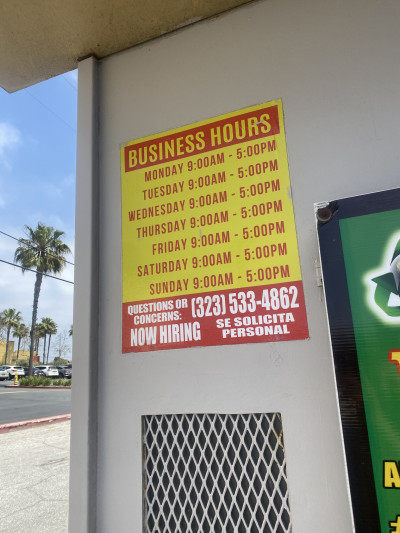 BUSINESS HOURS
MONDAY 9:00AM - 5:00PM
TUESDAY 9:00AM - 5:00PM
WEDNESDAY 9:00AM - 5:00PM
THURSDAY 9:00AM - 5:00PM
FRIDAY 9:00AM - 5:00PM
SATURDAY 9:00AM - 5:00PM
SUNDAY 9:00AM - 5:00PM
QUESTIONS OR CONCERNS: (323) 533-4862
NOW HIRING SE SOLICITA PERSONAL